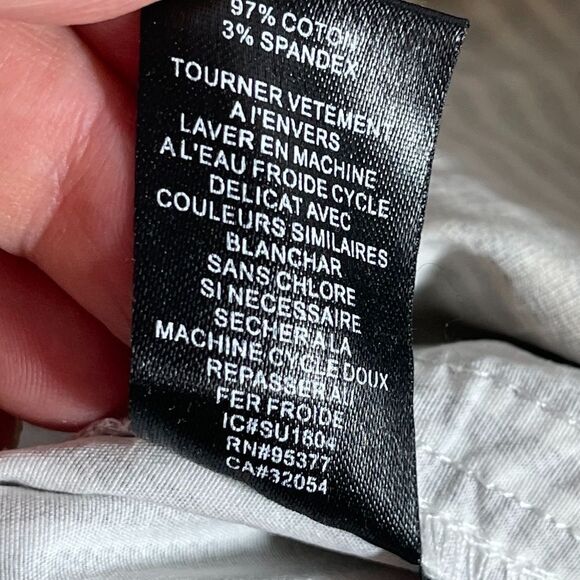 97% COTON
3% SPANDEX
TOURNER VETEMENT
A l'ENVERS
LAVER EN MACHINE
A L'EAU FROIDE CYCLE
DELICAT AVEC
COULEURS SIMILAIRES
BLANCHAR
SANS CHLORE
SI NECESSAIRE
SECHER A LA
MACHINE CYCLE DOUX
REPASSER AU
FER FROIDE
IC#SU1604
RN#95377
CA#32054